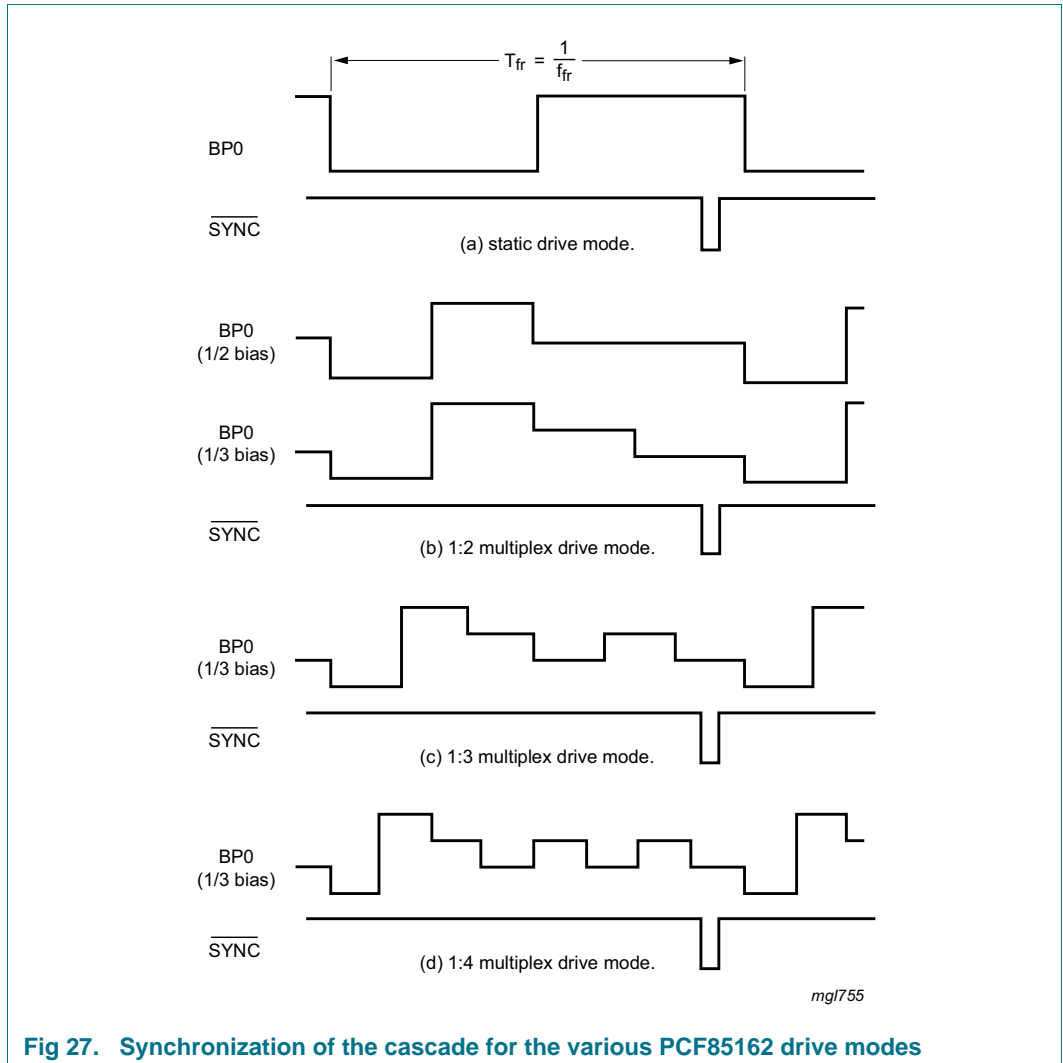 Tfr = 1/ffr
BP0
SYNC
(a) static drive mode.
BP0
(1/2 bias)
BP0
(1/3 bias)
SYNC
(b) 1:2 multiplex drive mode.
BP0
(1/3 bias)
SYNC
(c) 1:3 multiplex drive mode.
BP0
(1/3 bias)
SYNC
(d) 1:4 multiplex drive mode.
mgl755
Fig 27. Synchronization of the cascade for the various PCF85162 drive modes